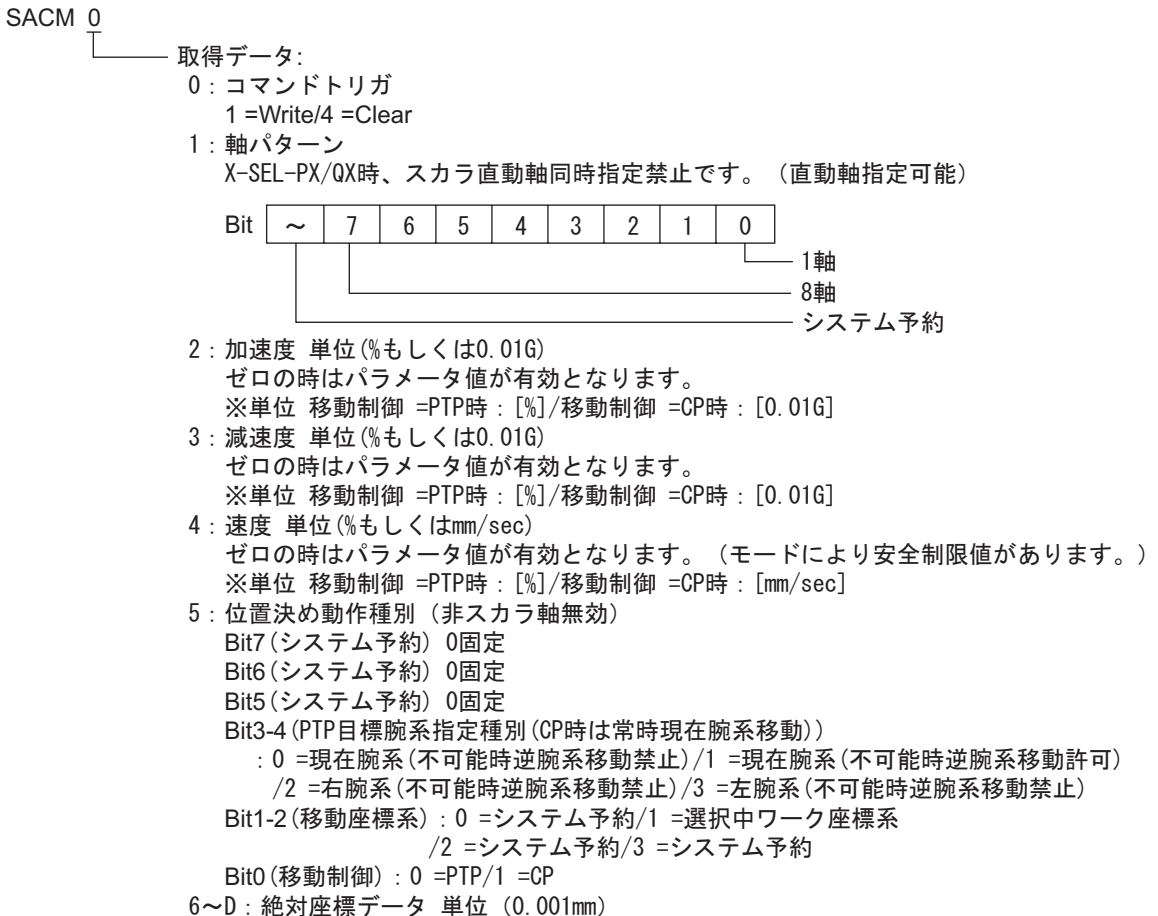 SACM 0
取得データ:
0：コマンドトリガ
1 =Write/4 =Clear
1：軸パターン
X-SEL-PX/QX時、スカラ直動軸同時指定禁止です。（直動軸指定可能）
Bit ～ 7 6 5 4 3 2 1 0
1軸
8軸
システム予約
2：加速度 単位(%もしくは0.01G)
ゼロの時はパラメータ値が有効となります。
※単位 移動制御 =PTP時：[%]/移動制御 =CP時：[0.01G]
3：減速度 単位(%もしくは0.01G)
ゼロの時はパラメータ値が有効となります。
※単位 移動制御 =PTP時：[%]/移動制御 =CP時：[0.01G]
4：速度 単位(%もしくはmm/sec)
ゼロの時はパラメータ値が有効となります。（モードにより安全制限値があります。）
※単位 移動制御 =PTP時：[%]/移動制御 =CP時：[mm/sec]
5：位置決め動作種別（非スカラ軸無効）
Bit7(システム予約) 0固定
Bit6(システム予約) 0固定
Bit5(システム予約) 0固定
Bit3-4(PTP目標腕系指定種別(CP時は常時現在腕系移動))
：0 =現在腕系(不可能時逆腕系移動禁止)/1 =現在腕系(不可能時逆腕系移動許可)
/2 =右腕系(不可能時逆腕系移動禁止)/3 =左腕系(不可能時逆腕系移動禁止)
Bit1-2(移動座標系)：0 =システム予約/1 =選択中ワーク座標系
/2 =システム予約/3 =システム予約
Bit0(移動制御)：0 =PTP/1 =CP
6～D：絶対座標データ 単位（0.001mm）